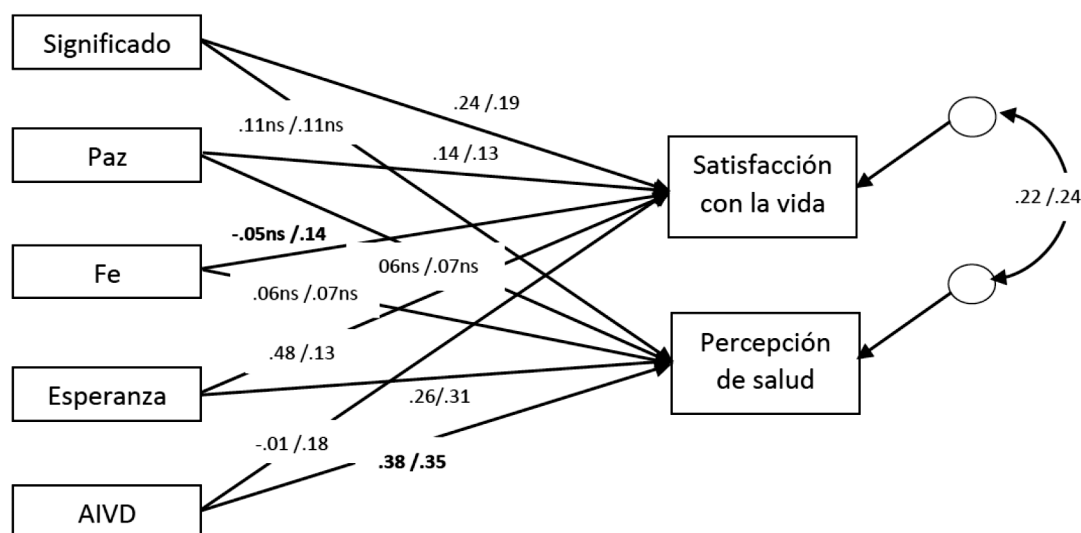 Significado
.24 /.19
.11ns /.11ns
Paz
.14 /.13
Satisfacción
con la vida
.22 /.24
-.05ns /.14
Fe
06ns /.07ns
.06ns /.07ns
Percepción
de salud
.48 /.13
Esperanza
.26/.31
-.01 /.18
.38 /.35
AIVD